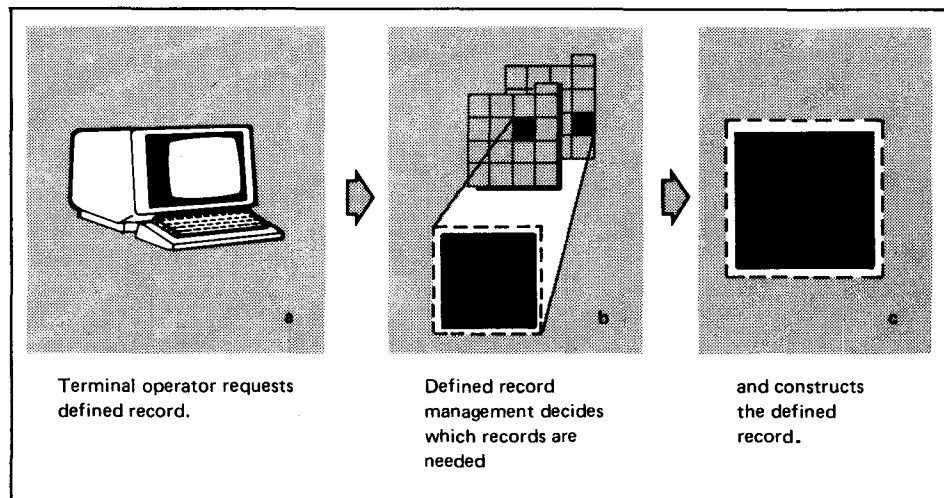 a
b
c
Terminal operator requests
defined record.
Defined record
management decides
which records are
needed
and constructs
the defined
record.